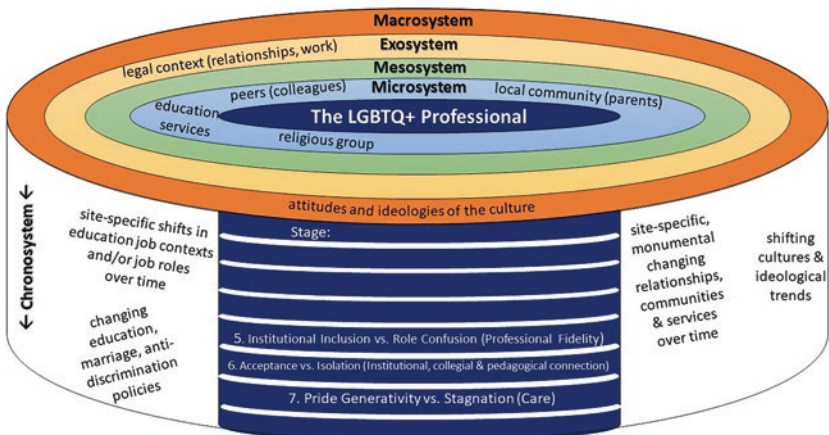 Macrosystem
Exosystem
legal context (relationships, work)
Mesosystem
peers (colleagues)
Microsystem
local community (parents)
education
services
The LGBTQ+ Professional
religious group
attitudes and ideologies of the culture
← Chronosystem ←
site-specific shifts in
education job contexts
and/or job roles
over time
changing
education,
marriage, anti-
discrimination
policies
Stage:
5. Institutional Inclusion vs. Role Confusion (Professional Fidelity)
6. Acceptance vs. Isolation (Institutional, collegial & pedagogical connection)
7. Pride Generativity vs. Stagnation (Care)
site-specific,
monumental
changing
relationships,
communities
& services
over time
shifting
cultures &
ideological
trends